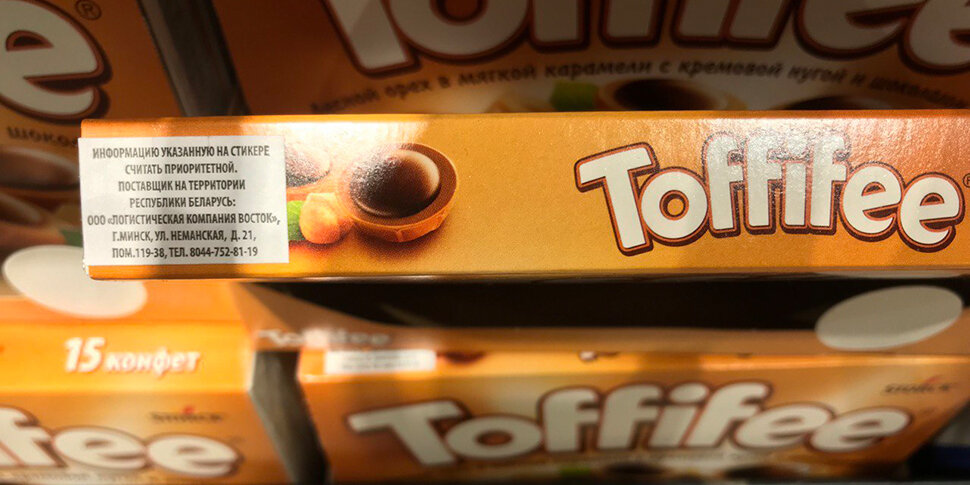 Toffifee
Лесной орех в мягкой карамели с кремовой нугой и шоколадом
ИНФОРМАЦИЮ УКАЗАННУЮ НА СТИКЕРЕ
СЧИТАТЬ ПРИОРИТЕТНОЙ.
ПОСТАВЩИК НА ТЕРРИТОРИИ
РЕСПУБЛИКИ БЕЛАРУСЬ:
ООО «ЛОГИСТИЧЕСКАЯ КОМПАНИЯ ВОСТОК»,
Г.МИНСК, УЛ. НЕМАНСКАЯ, Д. 21,
ПОМ.119-38, ТЕЛ. 8044-752-81-19
Toffifee
15 конфет
Toffifee